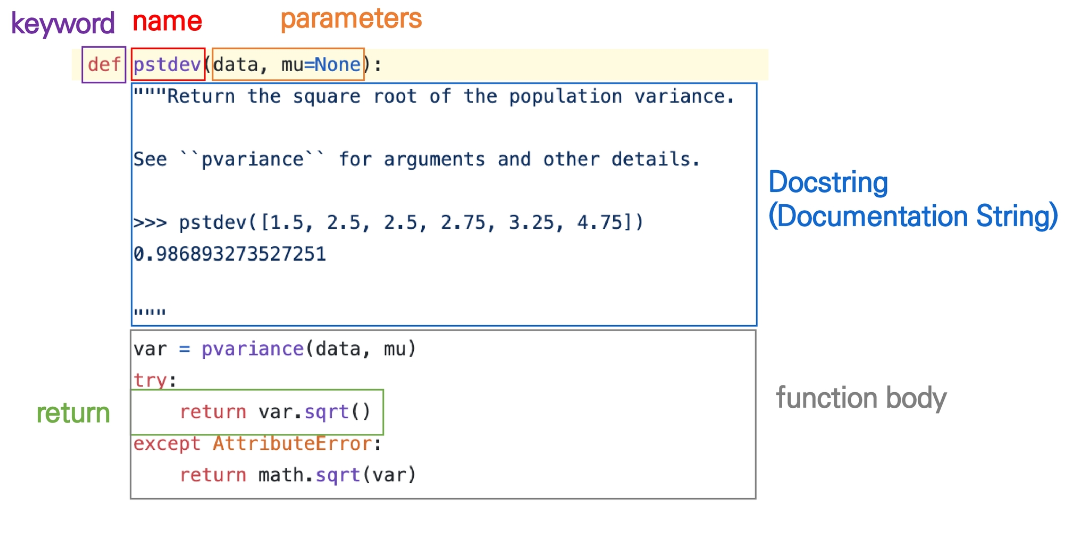 keyword name parameters
def pstdev(data, mu=None):
"""Return the square root of the population variance.
See ``pvariance`` for arguments and other details.
>>> pstdev([1.5, 2.5, 2.5, 2.75, 3.25, 4.75])
0.986893273527251
"""
Docstring
(Documentation String)
var = pvariance(data, mu)
try:
return var.sqrt()
except AttributeError:
return math.sqrt(var)
return
function body